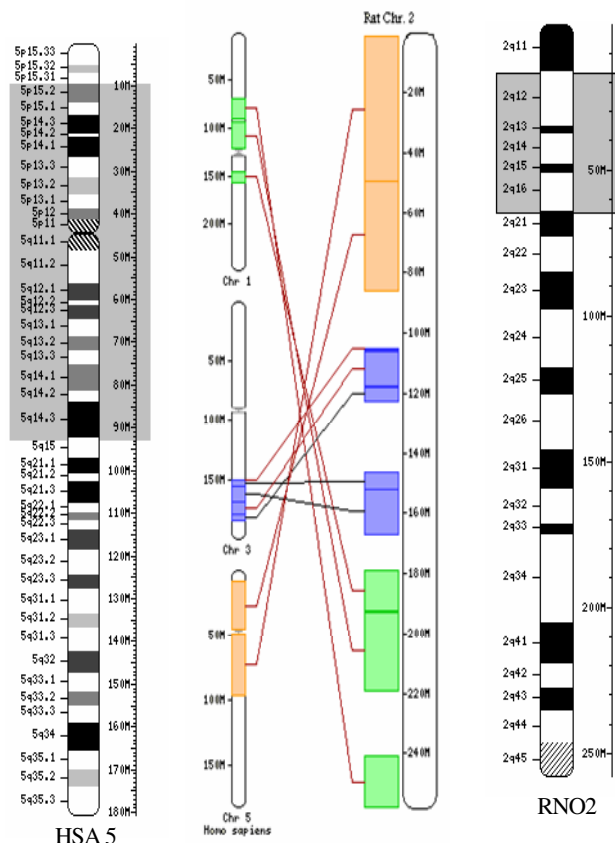 5p15.33
5p15.32
5p15.31
5p15.2
5p15.1
5p14.3
5p14.2
5p14.1
5p13.3
5p13.2
5p13.1
5p12
5p11
5q11.1
5q11.2
5q12.1
5q12.2
5q12.3
5q13.1
5q13.2
5q13.3
5q14.1
5q14.2
5q14.3
5q15
5q21.1
5q21.2
5q21.3
5q22.1
5q22.2
5q22.3
5q23.1
5q23.2
5q23.3
5q31.1
5q31.2
5q31.3
5q32
5q33.1
5q33.2
5q33.3
5q34
5q35.1
5q35.2
5q35.3
10M
20M
30M
40M
50M
60M
70M
80M
90M
100M
110M
120M
130M
140M
150M
160M
170M
180M
HSA 5
50M
100M
150M
200M
Chr 1
50M
100M
150M
Chr 3
50M
100M
150M
Chr 5
Homo sapiens
Rat Chr. 2
20M
40M
60M
80M
100M
120M
140M
160M
180M
200M
220M
240M
2q11
2q12
2q13
2q14
2q15
2q16
2q21
2q22
2q23
2q24
2q25
2q26
2q31
2q32
2q33
2q34
2q41
2q42
2q43
2q44
2q45
50M
100M
150M
200M
250M
RNO2